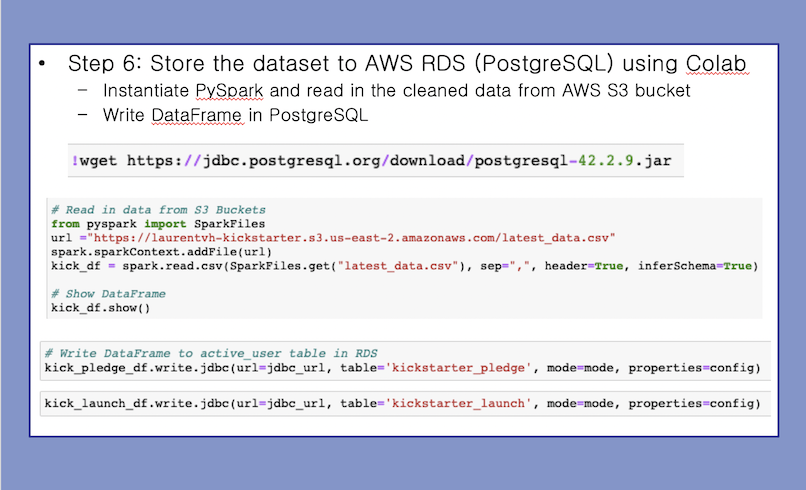 • Step 6: Store the dataset to AWS RDS (PostgreSQL) using Colab
– Instantiate PySpark and read in the cleaned data from AWS S3 bucket
– Write DataFrame in PostgreSQL
!wget https://jdbc.postgresql.org/download/postgresql-42.2.9.jar
# Read in data from S3 Buckets
from pyspark import SparkFiles
url ="https://laurentvh-kickstarter.s3.us-east-2.amazonaws.com/latest_data.csv"
spark.sparkContext.addFile(url)
kick_df = spark.read.csv(SparkFiles.get("latest_data.csv"), sep=",", header=True, inferSchema=True)
# Show DataFrame
kick_df.show()
# Write DataFrame to active_user table in RDS
kick_pledge_df.write.jdbc(url=jdbc_url, table='kickstarter_pledge', mode=mode, properties=config)
kick_launch_df.write.jdbc(url=jdbc_url, table='kickstarter_launch', mode=mode, properties=config)